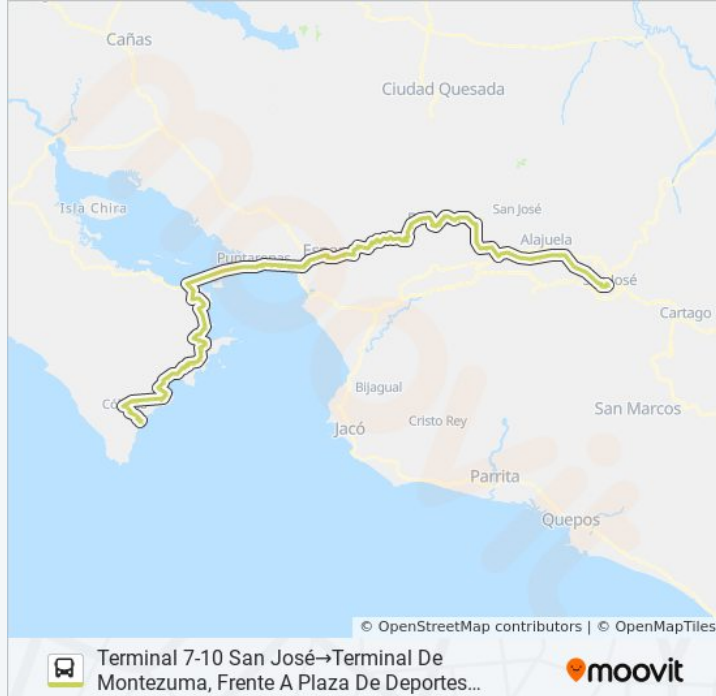 Cañas
Ciudad Quesada
Isla Chira
San José
Alajuela
Puntarenas
José
Cartago
Bijagual
San Marcos
Jacó
Cristo Rey
Parrita
Quepos
© OpenStreetMap contributors | © OpenMapTiles
Terminal 7-10 San José→Terminal De
Montezuma, Frente A Plaza De Deportes…
moovit